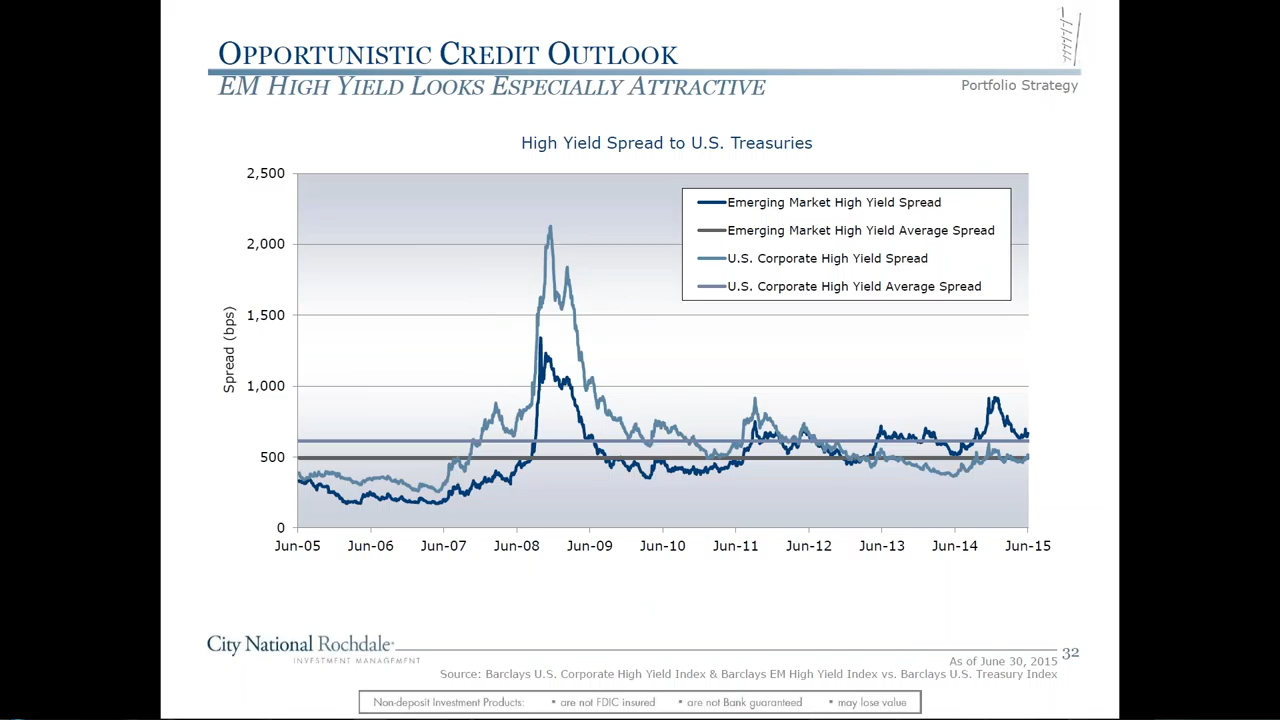 OPPORTUNISTIC CREDIT OUTLOOK
EM HIGH YIELD LOOKS ESPECIALLY ATTRACTIVE
Portfolio Strategy
High Yield Spread to U.S. Treasuries
2,500
2,000
1,500
1,000
500
0
Spread (bps)
Emerging Market High Yield Spread
Emerging Market High Yield Average Spread
U.S. Corporate High Yield Spread
U.S. Corporate High Yield Average Spread
Jun-05 Jun-06 Jun-07 Jun-08 Jun-09 Jun-10 Jun-11 Jun-12 Jun-13 Jun-14 Jun-15
City National Rochdale
INVESTMENT MANAGEMENT
32
As of June 30, 2015
Source: Barclays U.S. Corporate High Yield Index & Barclays EM High Yield Index vs. Barclays U.S. Treasury Index
Non-deposit Investment Products: • are not FDIC insured • are not Bank guaranteed • may lose value